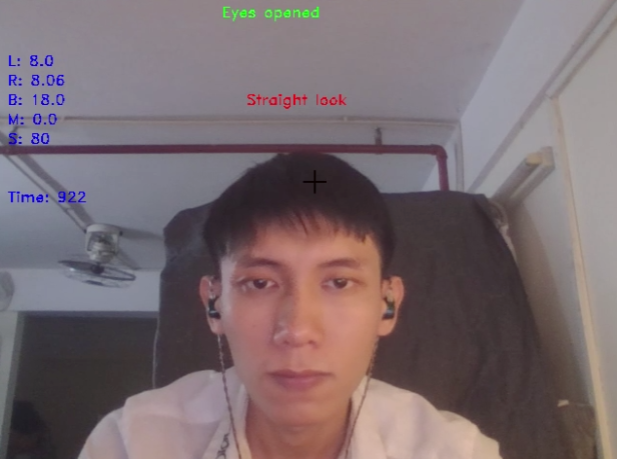 Eyes opened
L: 8.0
R: 8.06
B: 18.0
Straight look
M: 0.0
S: 80
Time: 922